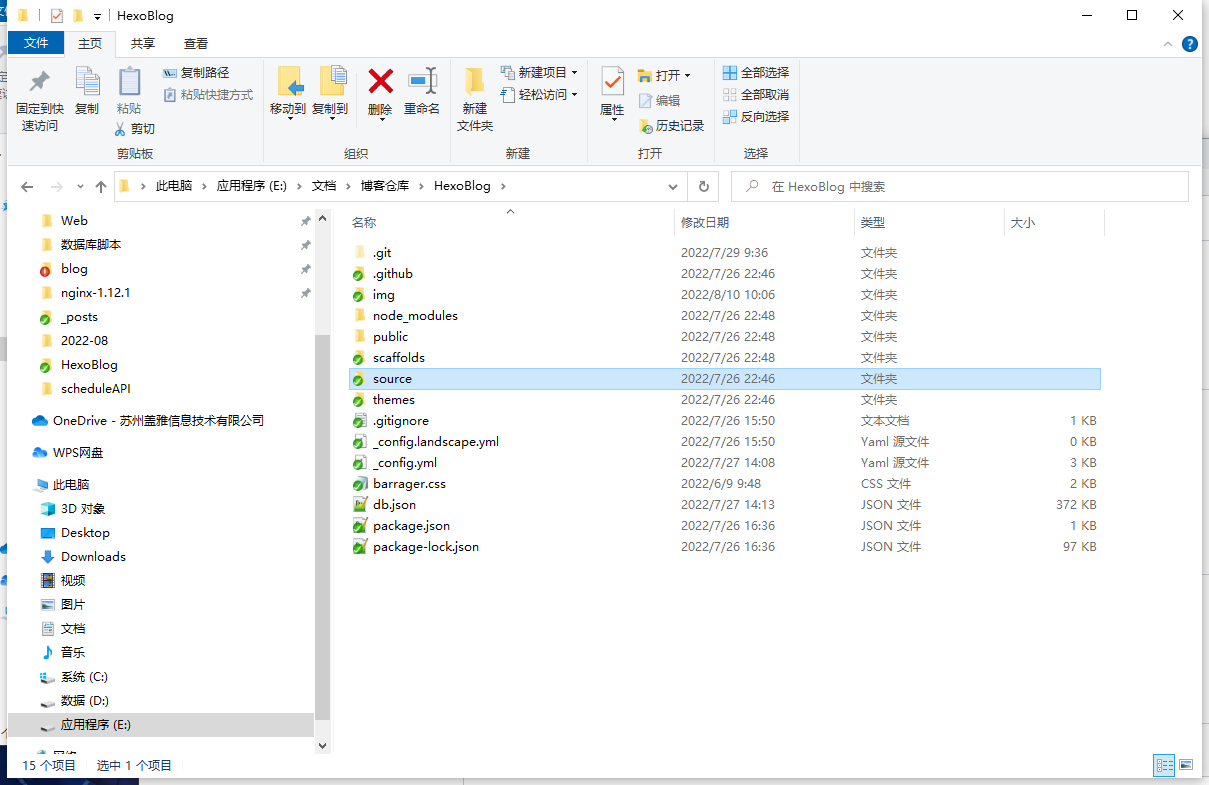 HexoBlog
文件 主页 共享 查看
固定到快速访问
复制
粘贴
复制路径
粘贴快捷方式
剪切
剪贴板
移动到
复制到
删除
重命名
组织
新建文件夹
新建项目
轻松访问
新建
属性
打开
编辑
历史记录
打开
全部选择
全部取消
反向选择
选择
此电脑 > 应用程序 (E:) > 文档 > 博客仓库 > HexoBlog >
在 HexoBlog 中搜索
Web
数据库脚本
blog
nginx-1.12.1
_posts
2022-08
HexoBlog
scheduleAPI
OneDrive - 苏州盖雅信息技术有限公司
WPS网盘
此电脑
3D 对象
Desktop
Downloads
视频
图片
文档
音乐
系统 (C:)
数据 (D:)
应用程序 (E:)
网络
名称 修改日期 类型 大小
.git 2022/7/29 9:36 文件夹
.github 2022/7/26 22:46 文件夹
img 2022/8/10 10:06 文件夹
node_modules 2022/7/26 22:48 文件夹
public 2022/7/26 22:48 文件夹
scaffolds 2022/7/26 22:48 文件夹
source 2022/7/26 22:46 文件夹
themes 2022/7/26 22:46 文件夹
.gitignore 2022/7/26 15:50 文本文档 1 KB
_config.landscape.yml 2022/7/26 15:50 Yaml 源文件 0 KB
_config.yml 2022/7/27 14:08 Yaml 源文件 3 KB
barrager.css 2022/6/9 9:48 CSS 文件 2 KB
db.json 2022/7/27 14:13 JSON 文件 372 KB
package.json 2022/7/26 16:36 JSON 文件 1 KB
package-lock.json 2022/7/26 16:36 JSON 文件 97 KB
15 个项目 选中 1 个项目